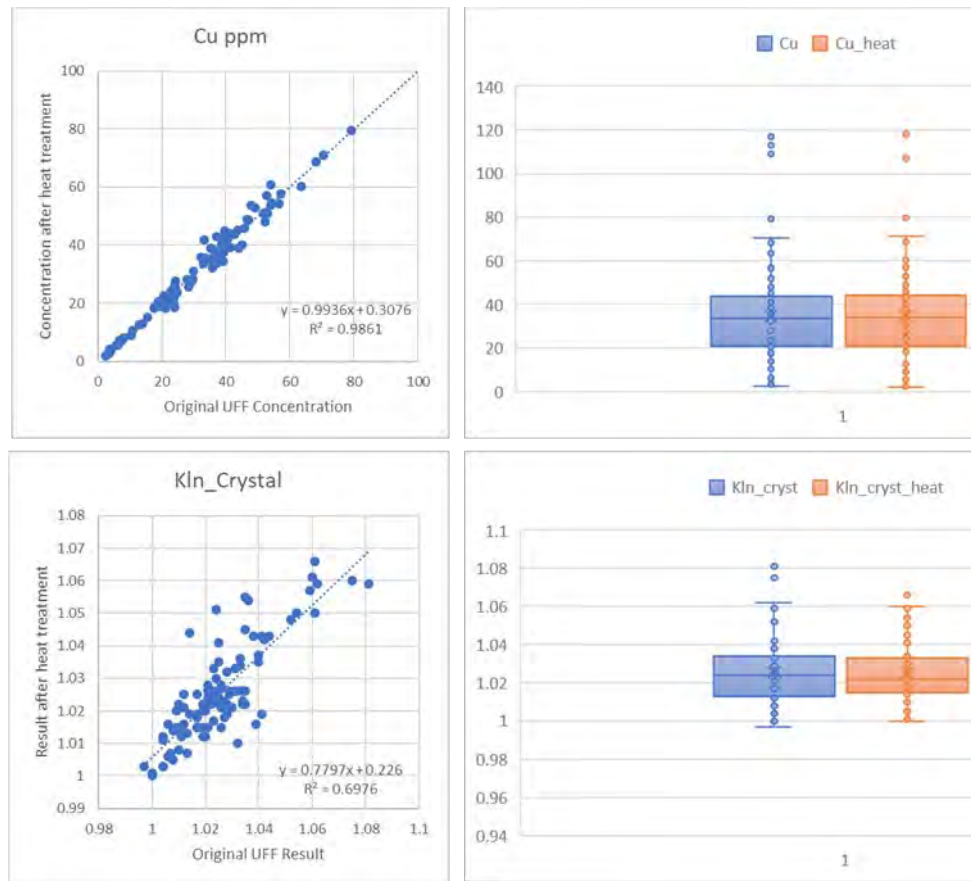 Cu ppm
100
80
60
40
20
0
0 20 40 60 80 100
Concentration after heat treatment
Original UFF Concentration
y = 0.9936x + 0.3076
R² = 0.9861
Cu Cu_heat
140
120
100
80
60
40
20
0
1
Kln_Crystal
1.08
1.07
1.06
1.05
1.04
1.03
1.02
1.01
1
0.99
0.98 1 1.02 1.04 1.06 1.08 1.1
Result after heat treatment
Original UFF Result
y = 0.7797x + 0.226
R² = 0.6976
Kln_cryst Kln_cryst_heat
1.1
1.08
1.06
1.04
1.02
1
0.98
0.96
0.94
1